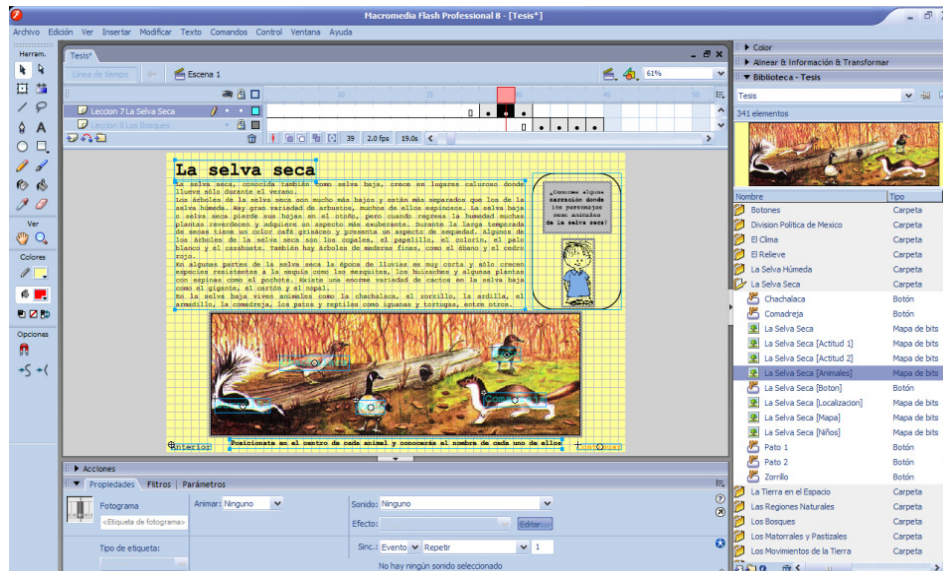 Macromedia Flash Professional 8 - [Tesis*]
Archivo Edición Ver Insertar Modificar Texto Comandos Control Ventana Ayuda
Herram.
Ver
Colores
Opciones
Tesis*
Línea de tiempo
Escena 1
61%
30 35 40 45 50
Leccion 7 La Selva Seca
Leccion 8 Los Bosques
39 2.0 fps 19.0s
La selva seca
La selva seca, conocida también como selva baja, crece en lugares caluroso donde
llueve sólo durante el verano.
Los árboles de la selva seca son mucho más bajos y están más separados que los de la
selva húmeda. Hay gran variedad de arbustos, muchos de ellos espinosos. La selva baja
o selva seca pierde sus hojas en el otoño, pero cuando regresa la humedad muchas
plantas reverdecen y adquiere un aspecto más exuberante. Durante la larga temporada
de secas tienen un color café grisáceo y presenta un aspecto de sequedad. Algunos de
los árboles de la selva seca son los copales, el papelillo, el colorín, el palo
blanco y el cazahuate. También hay árboles de maderas finas, como el ébano y el cedro
rojo.
En algunas partes de la selva seca la época de lluvias es muy corta y sólo crecen
especies resistentes a la sequía como los mezquites, los huizaches y algunas plantas
con espinas como el pochote. Existe una enorme variedad de cactos en la selva baja
como el gigante, el cartón y el nopal.
En la selva baja viven animales como la chachalaca, el zorrillo, la ardilla, el
armadillo, la comadreja, los patos y reptiles como iguanas y tortugas, entre otros.
¿Conoces alguna
narración donde
los personajes
sean animales
de la selva seca?
Posicionate en el centro de cada animal y conocerás el nombre de cada uno de ellos
Anterior
Acciones
Propiedades Filtros Parámetros
Fotograma
<Etiqueta de fotograma>
Tipo de etiqueta:
Animar: Ninguno
Sonido: Ninguno
Efecto: Editar...
Sinc.: Evento Repetir 1
No hay ningún sonido seleccionado
Color
Alinear & Información & Transformar
Biblioteca - Tesis
Tesis
341 elementos
Nombre Tipo
Botones Carpeta
Division Politica de Mexico Carpeta
El Clima Carpeta
El Relieve Carpeta
La Selva Húmeda Carpeta
La Selva Seca Carpeta
Chachalaca Botón
Comadreja Botón
La Selva Seca Mapa de bits
La Selva Seca [Actitud 1] Mapa de bits
La Selva Seca [Actitud 2] Mapa de bits
La Selva Seca [Animales] Mapa de bits
La Selva Seca [Boton] Botón
La Selva Seca [Localizacion] Mapa de bits
La Selva Seca [Mapa] Mapa de bits
La Selva Seca [Niños] Mapa de bits
Pato 1 Botón
Pato 2 Botón
Zorrillo Botón
La Tierra en el Espacio Carpeta
Las Regiones Naturales Carpeta
Los Bosques Carpeta
Los Matorrales y Pastizales Carpeta
Los Movimientos de la Tierra Carpeta